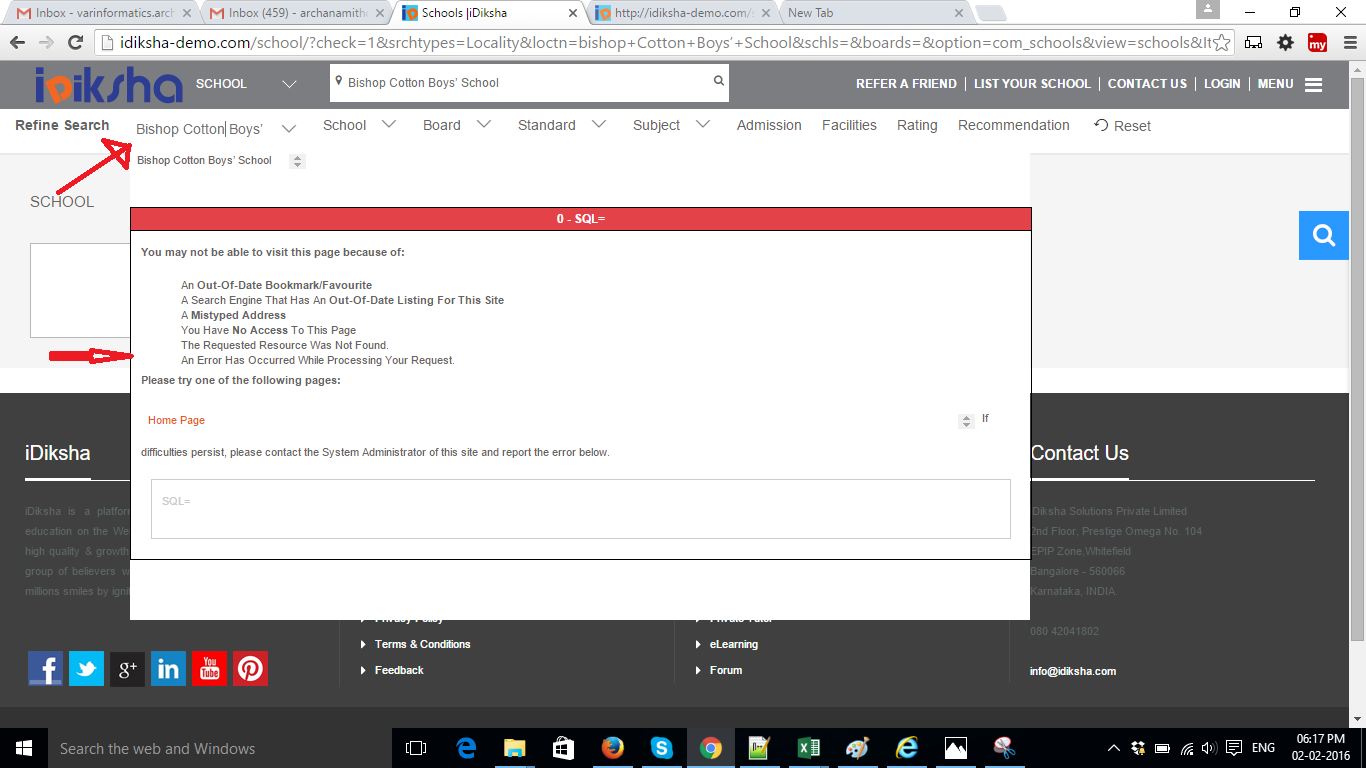 Inbox - varinformatics.arch
Inbox (459) - archanamitho
Schools |iDiksha
http://idiksha-demo.com/s
New Tab
idiksha-demo.com/school/?check=1&srchtypes=Locality&loctn=bishop+Cotton+Boys'+School&schls=&boards=&option=com_schools&view=schools&It
my
iDiksha
SCHOOL
Bishop Cotton Boys' School
REFER A FRIEND | LIST YOUR SCHOOL | CONTACT US | LOGIN | MENU
Refine Search
Bishop Cotton Boys'
School
Board
Standard
Subject
Admission
Facilities
Rating
Recommendation
Reset
Bishop Cotton Boys' School
SCHOOL
0 - SQL=
You may not be able to visit this page because of:
An Out-Of-Date Bookmark/Favourite
A Search Engine That Has An Out-Of-Date Listing For This Site
A Mistyped Address
You Have No Access To This Page
The Requested Resource Was Not Found.
An Error Has Occurred While Processing Your Request.
Please try one of the following pages:
Home Page
If
difficulties persist, please contact the System Administrator of this site and report the error below.
SQL=
iDiksha
iDiksha is a platfor
education on the We
high quality & growth
group of believers w
millions smiles by igni
Privacy Policy
Terms & Conditions
Feedback
Private Tutor
eLearning
Forum
Contact Us
iDiksha Solutions Private Limited
2nd Floor, Prestige Omega No. 104
EPIP Zone,Whitefield
Bangalore - 560066
Karnataka, INDIA.
080 42041802
info@idiksha.com
f
g+
in
You Tube
Search the web and Windows
ENG
06:17 PM
02-02-2016